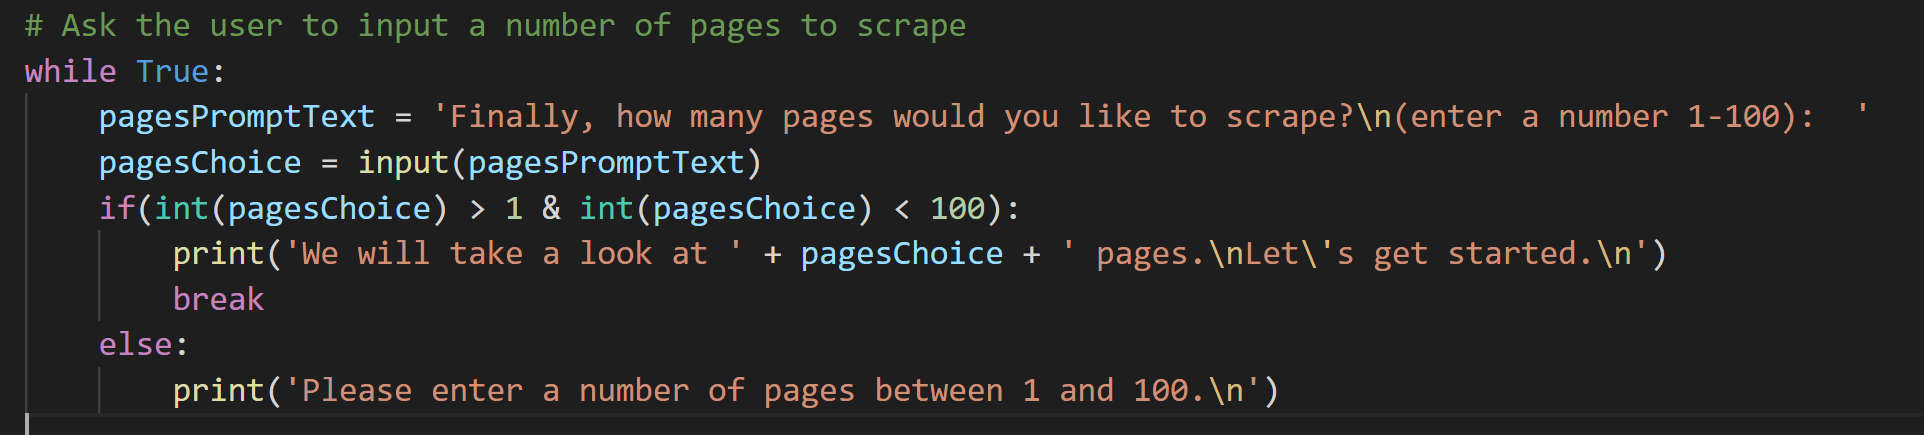 # Ask the user to input a number of pages to scrape
while True:
    pagesPromptText = 'Finally, how many pages would you like to scrape?\n(enter a number 1-100):  '
    pagesChoice = input(pagesPromptText)
    if(int(pagesChoice) > 1 & int(pagesChoice) < 100):
        print('We will take a look at ' + pagesChoice + ' pages.\nLet\'s get started.\n')
        break
    else:
        print('Please enter a number of pages between 1 and 100.\n')